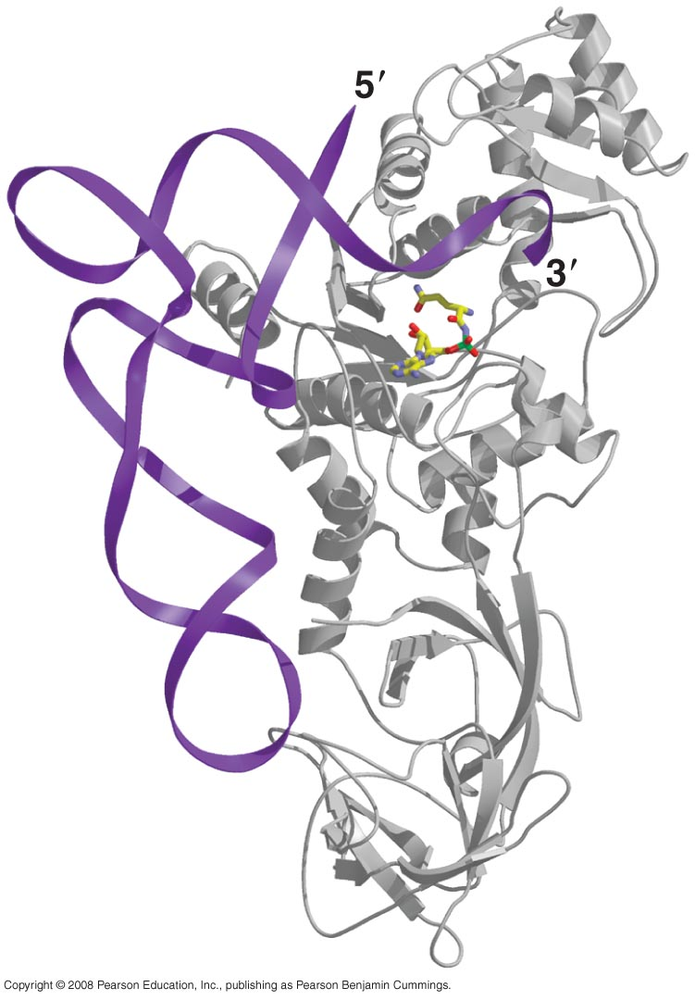 5′
3′
Copyright © 2008 Pearson Education, Inc., publishing as Pearson Benjamin Cummings.